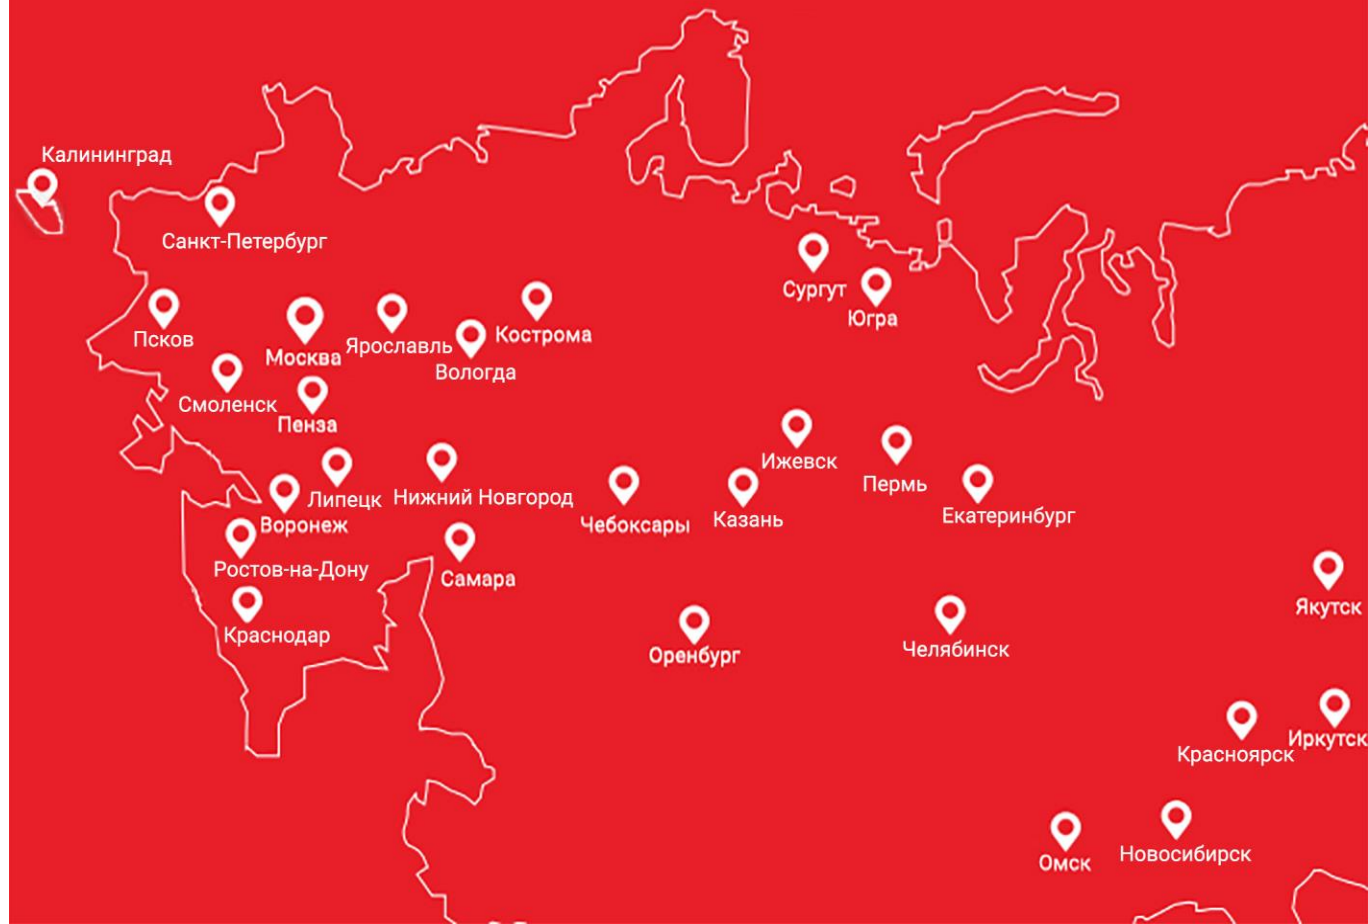 Калининград
Санкт-Петербург
Сургут
Югра
Псков
Москва
Ярославль
Вологда
Кострома
Смоленск
Пенза
Ижевск
Пермь
Липецк
Нижний Новгород
Воронеж
Чебоксары
Казань
Екатеринбург
Ростов-на-Дону
Самара
Якутск
Краснодар
Оренбург
Челябинск
Красноярск
Иркутск
Омск
Новосибирск